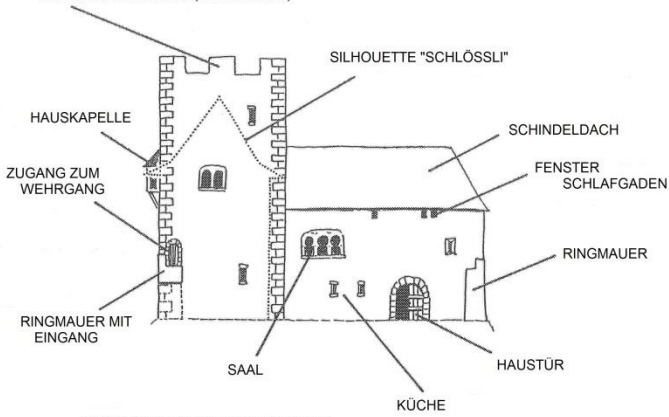 SILHOUETTE "SCHLÖSSLI"
HAUSKAPELLE
SCHINDELDACH
ZUGANG ZUM
WEHRGANG
FENSTER
SCHLAFGADEN
RINGMAUER
RINGMAUER MIT
EINGANG
SAAL
HAUSTÜR
KÜCHE